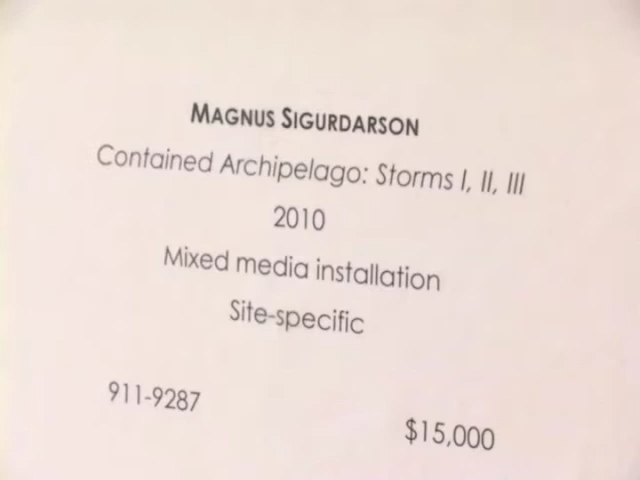 MAGNUS SIGURDARSON
Contained Archipelago: Storms I, II, III
2010
Mixed media installation
Site-specific
911-9287
$15,000